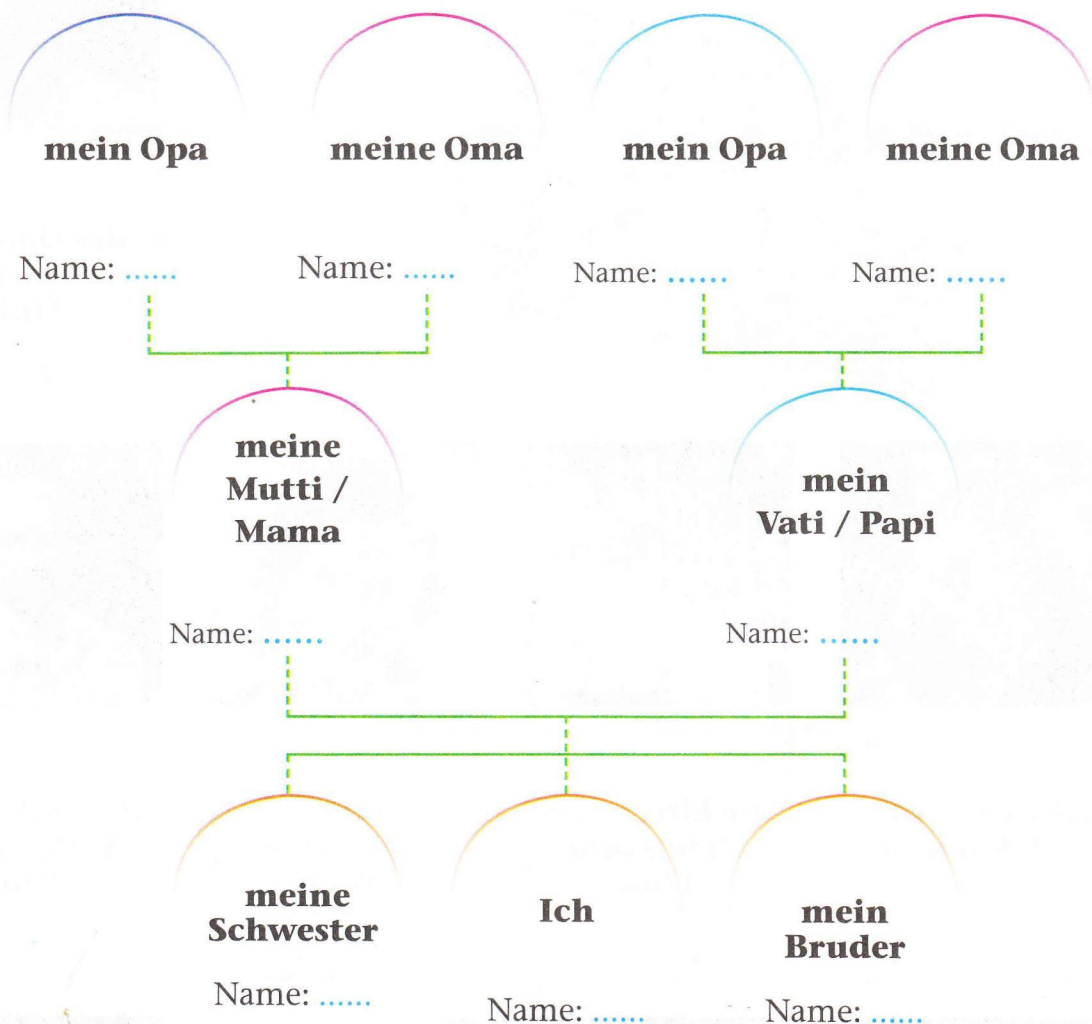 mein Opa
meine Oma
mein Opa
meine Oma
Name: ......
Name: ......
Name: ......
Name: ......
meine
Mutti /
Mama
mein
Vati / Papi
Name: ......
Name: ......
meine
Schwester
Ich
mein
Bruder
Name: ......
Name: ......
Name: ......